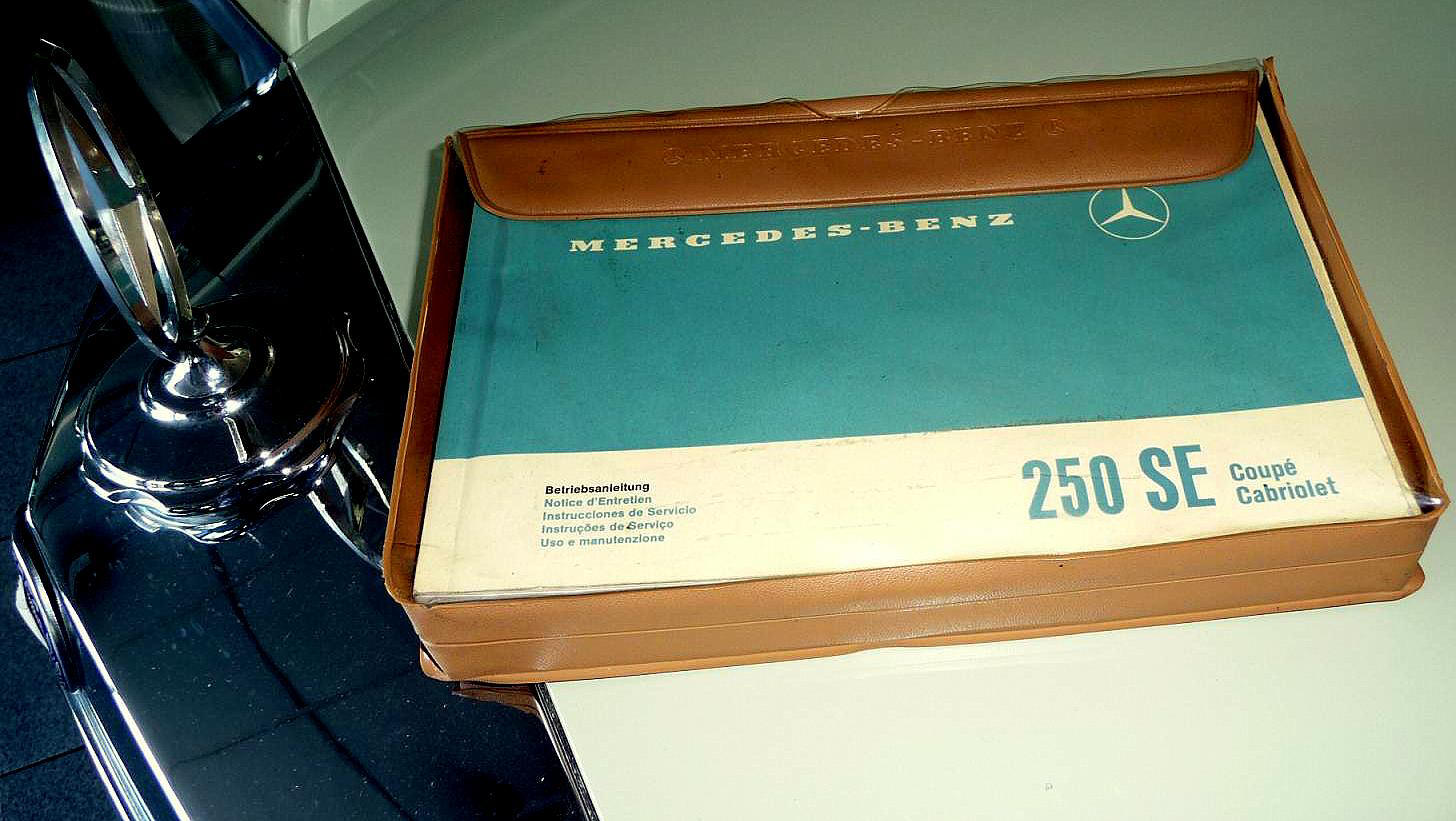 MERCEDES-BENZ
MERCEDES-BENZ
Betriebsanleitung
Notice d'Entretien
Instrucciones de Servicio
Instruções de Serviço
Uso e manutenzione
250 SE
Coupé
Cabriolet